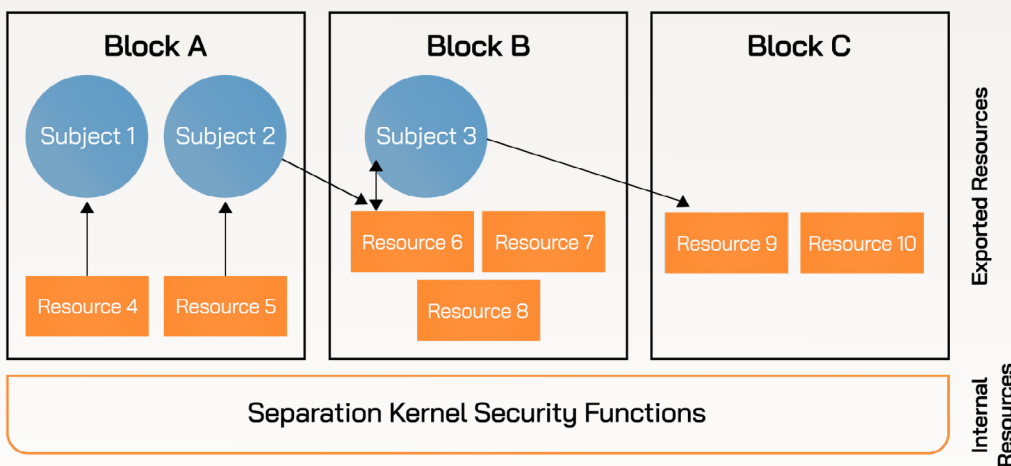 Block A
Block B
Block C
Subject 1
Subject 2
Subject 3
Resource 4
Resource 5
Resource 6
Resource 7
Resource 8
Resource 9
Resource 10
Exported Resources
Separation Kernel Security Functions
Internal
Resources